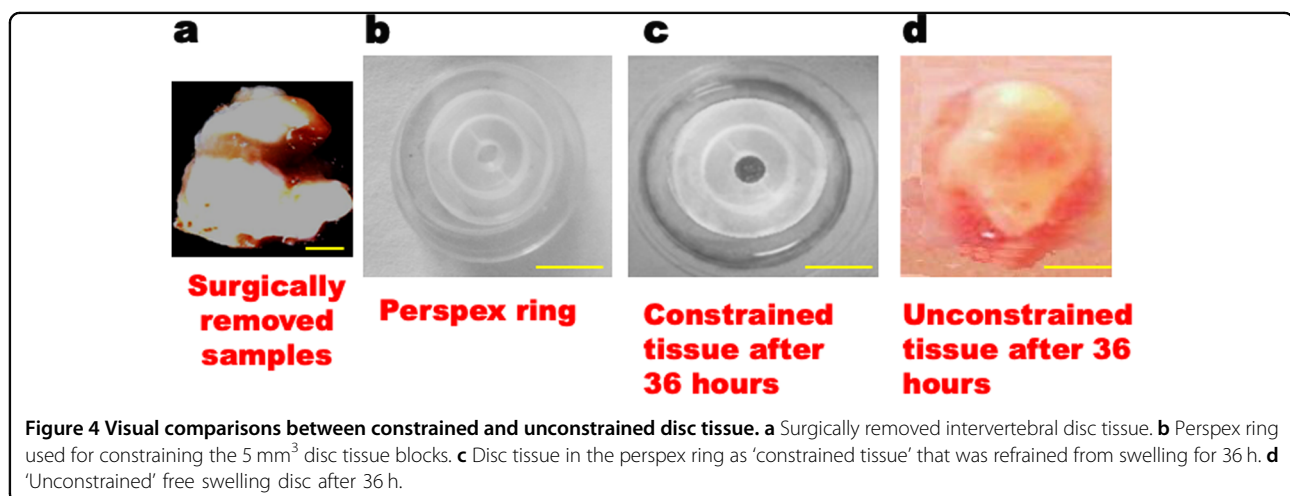 a b c d
Surgically
removed
samples
Perspex ring
Constrained
tissue after
36 hours
Unconstrained
tissue after 36
hours
Figure 4 Visual comparisons between constrained and unconstrained disc tissue. a Surgically removed intervertebral disc tissue. b Perspex ring
used for constraining the 5 mm³ disc tissue blocks. c Disc tissue in the perspex ring as ‘constrained tissue’ that was refrained from swelling for 36 h. d
‘Unconstrained’ free swelling disc after 36 h.